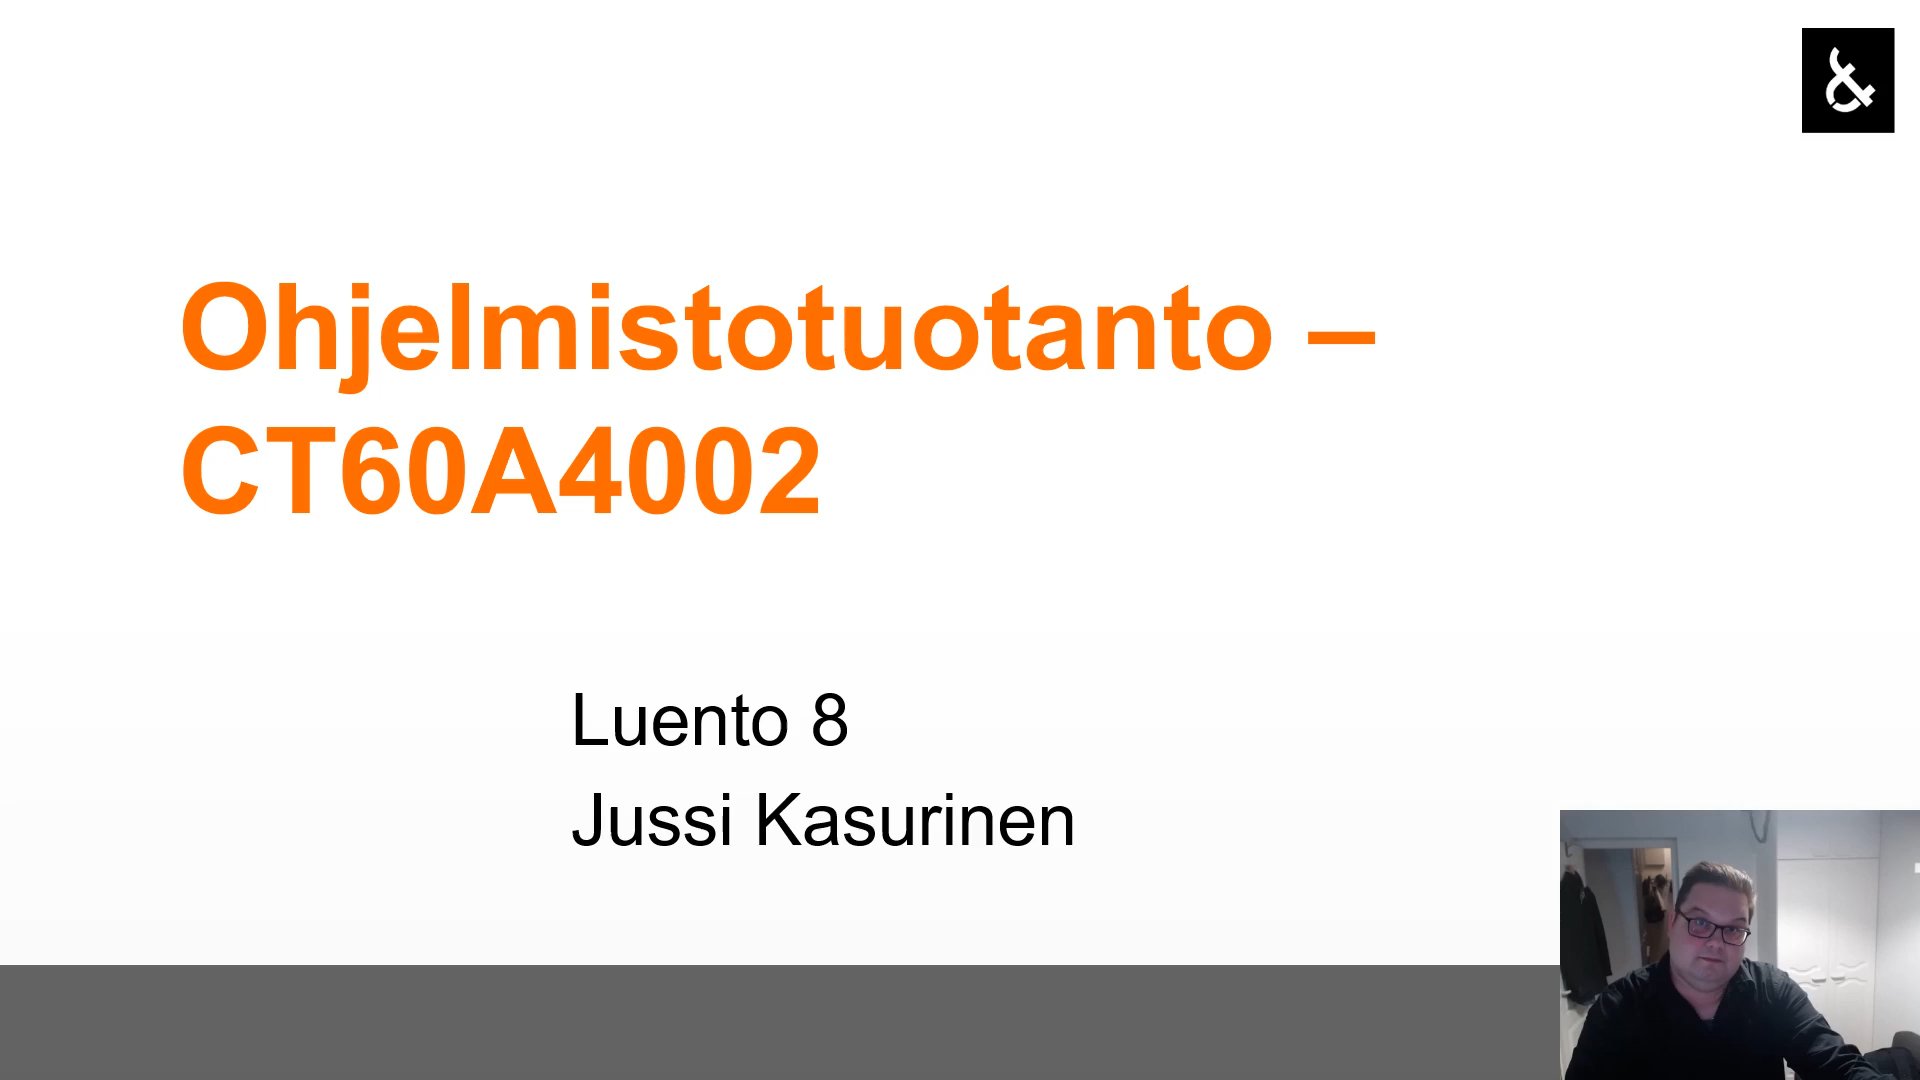 &
Ohjelmistotuotanto –
CT60A4002
Luento 8
Jussi Kasurinen